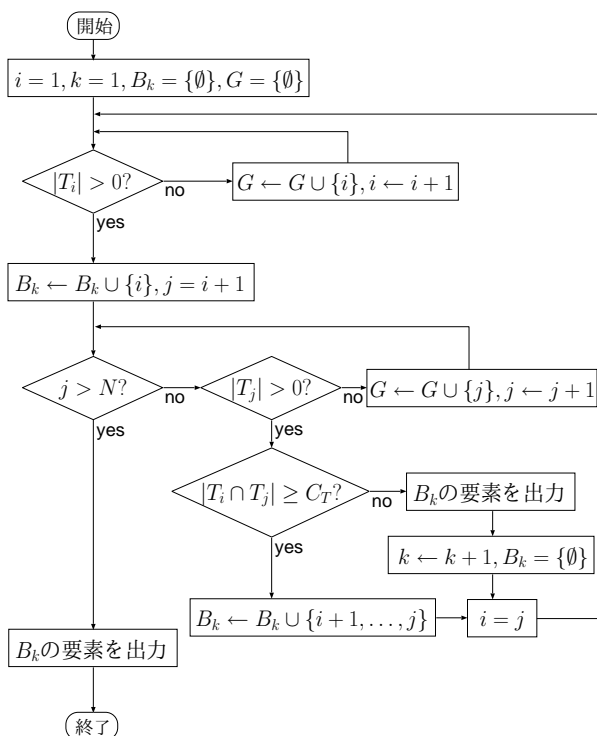 開始
i = 1, k = 1, B_k = {∅}, G = {∅}
|T_i| > 0?
no
G ← G ∪ {i}, i ← i + 1
yes
B_k ← B_k ∪ {i}, j = i + 1
j > N?
no
|T_j| > 0?
no
G ← G ∪ {j}, j ← j + 1
yes
yes
|T_i ∩ T_j| ≥ C_T?
no
B_kの要素を出力
yes
k ← k + 1, B_k = {∅}
B_k ← B_k ∪ {i + 1, . . . , j}
i = j
B_kの要素を出力
終了